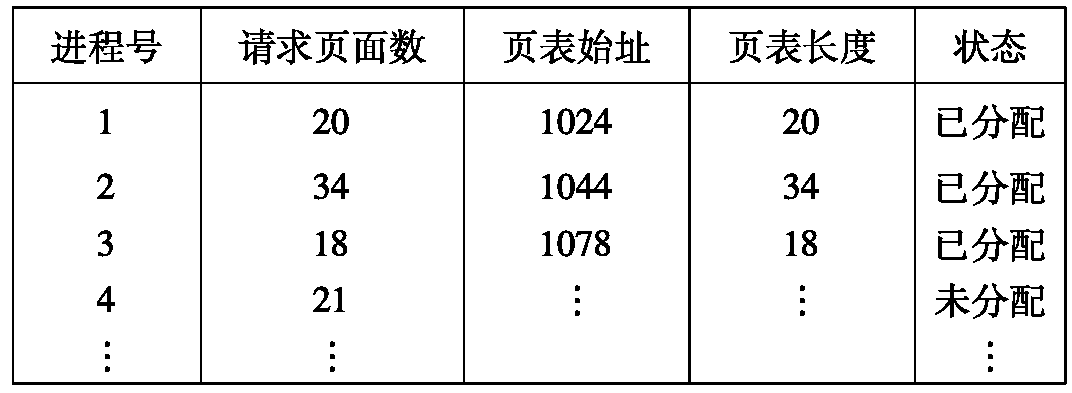 进程号 请求页面数 页表始址 页表长度 状态
1 20 1024 20 已分配
2 34 1044 34 已分配
3 18 1078 18 已分配
4 21 ⋮ ⋮ 未分配
⋮ ⋮ ⋮